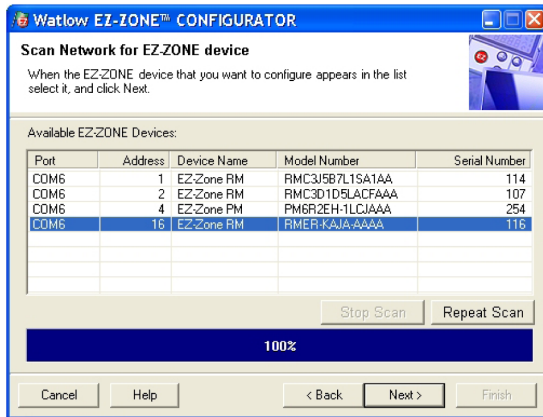 Watlow EZ-ZONE™ CONFIGURATOR
Scan Network for EZ-ZONE device
When the EZ-ZONE device that you want to configure appears in the list
select it, and click Next.
Available EZ-ZONE Devices:
Port Address Device Name Model Number Serial Number
COM6 1 EZ-Zone RM RMC3J5B7L1SA1AA 114
COM6 2 EZ-Zone RM RMC3D1D5LACFAAA 107
COM6 4 EZ-Zone PM PM6R2EH-1LCJAAA 254
COM6 16 EZ-Zone RM RMER-KAJA-AAAA 116
Stop Scan Repeat Scan
100%
Cancel Help < Back Next > Finish